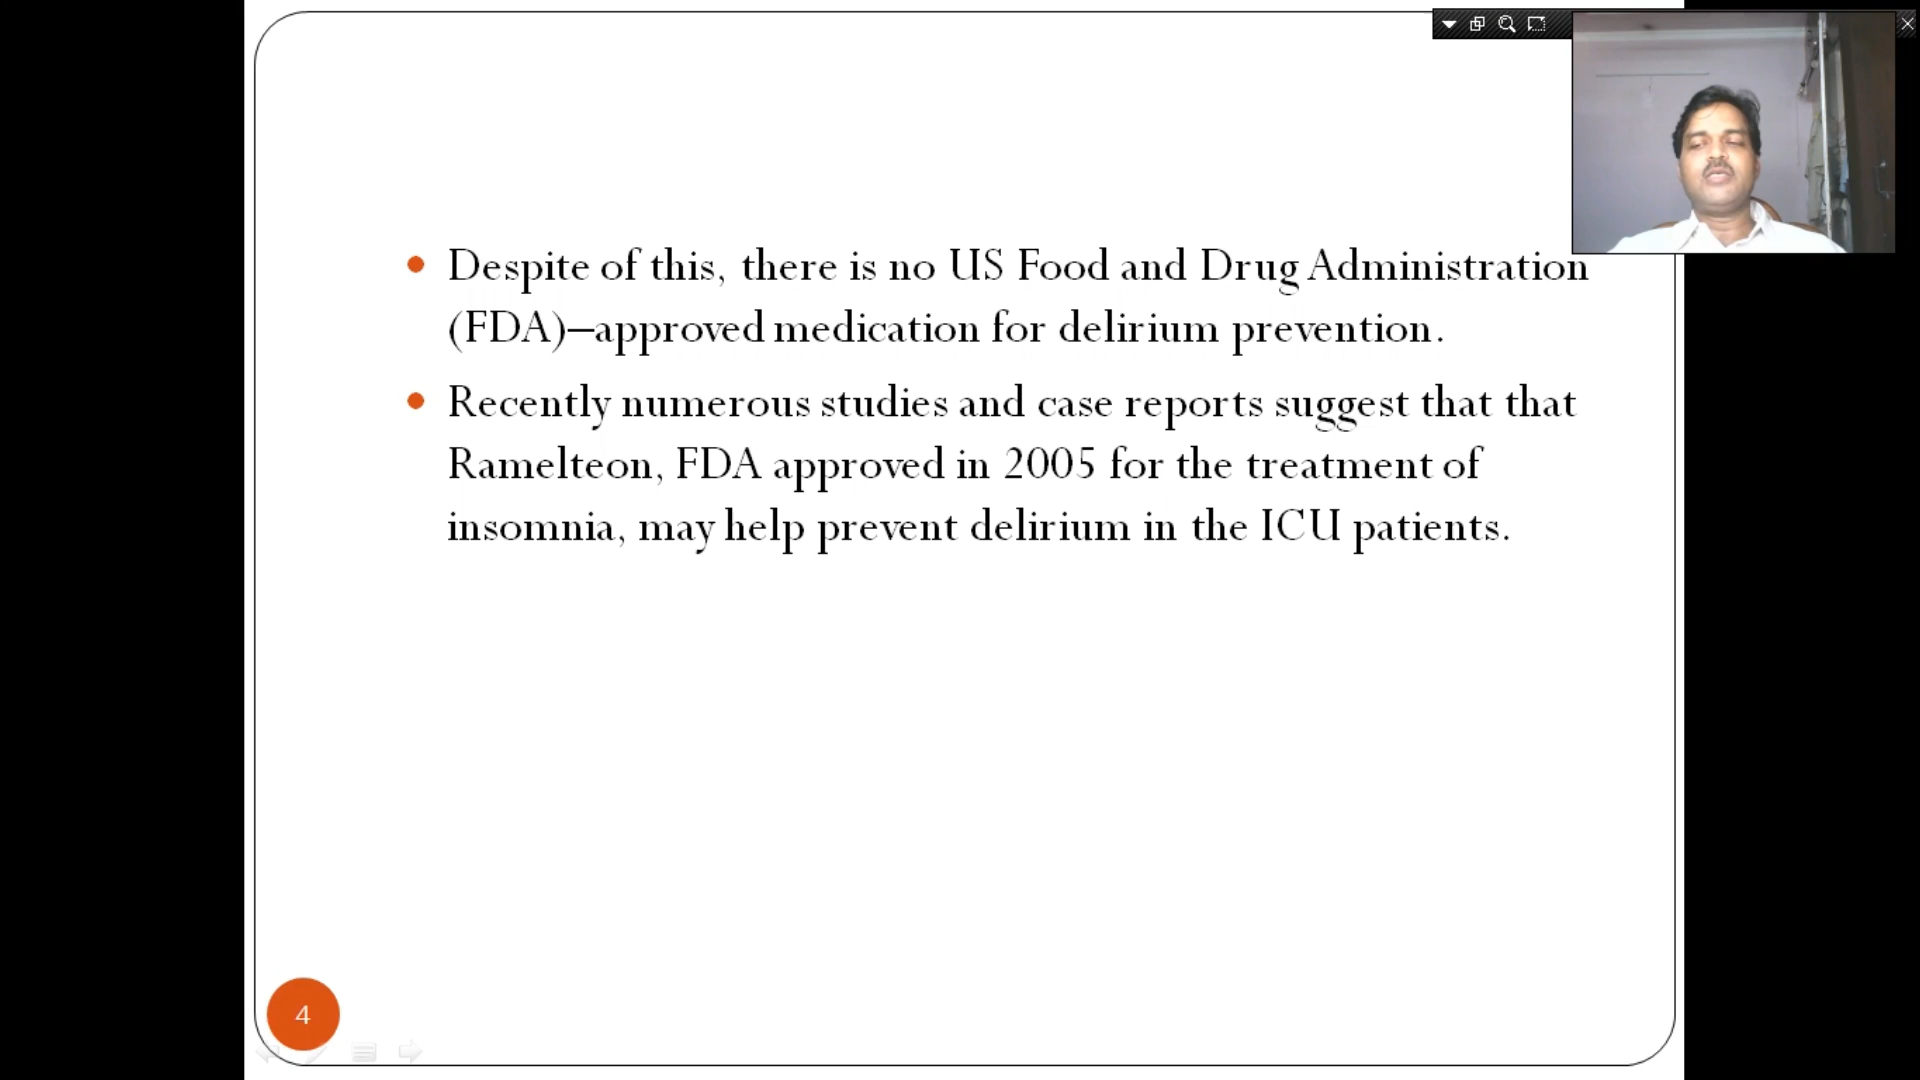 Despite of this, there is no US Food and Drug Administration
(FDA)–approved medication for delirium prevention.
Recently numerous studies and case reports suggest that that
Ramelteon, FDA approved in 2005 for the treatment of
insomnia, may help prevent delirium in the ICU patients.
4